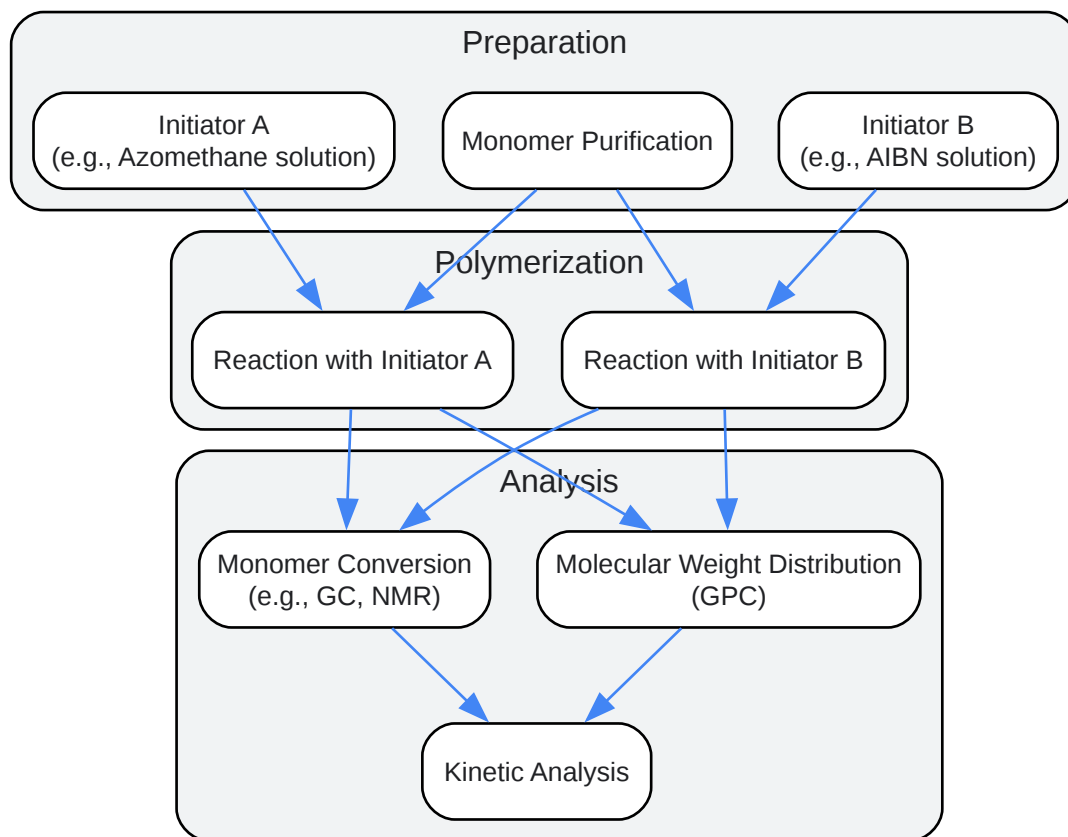 Preparation
Initiator A
(e.g., Azomethane solution)
Monomer Purification
Initiator B
(e.g., AIBN solution)
Polymerization
Reaction with Initiator A
Reaction with Initiator B
Analysis
Monomer Conversion
(e.g., GC, NMR)
Molecular Weight Distribution
(GPC)
Kinetic Analysis